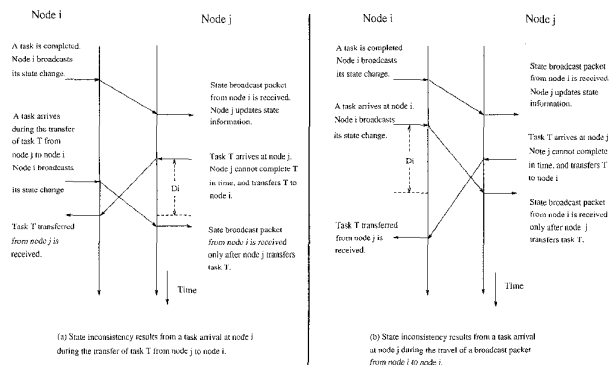 Node i
Node j
A task is completed.
Node i broadcasts
its state change.
State broadcast packet
from node i is received.
Node j updates state
information.
A task arrives
during the transfer
of task T from
node j to node i.
Node i broadcasts
its state change
Task T arrives at node j.
Node j cannot complete T
in time, and transfers T to
node i.
Di
Task T transferred
from node j is
received.
Sate broadcast packet
from node i is received
only after node j transfers
task T.
Time
(a) State inconsistency results from a task arrival at node i
during the transfer of task T from node j to node i.
Node i
Node j
A task is completed
Node i broadcasts
its state change.
State broadcast packet
from node i is received.
Node j updates state
information.
A task arrives at node i.
Node i broadcasts
its state change.
Di
Task T arrives at node j
Note j cannot complete
in time, and transfers T
to node i
State broadcast packet
from node i is received
only after node j
transfers task T.
Task T transferred
from node j is
received.
Time
(b) State inconsistency results from a task arrival
at node j during the travel of a broadcast packet
from node i to node j.